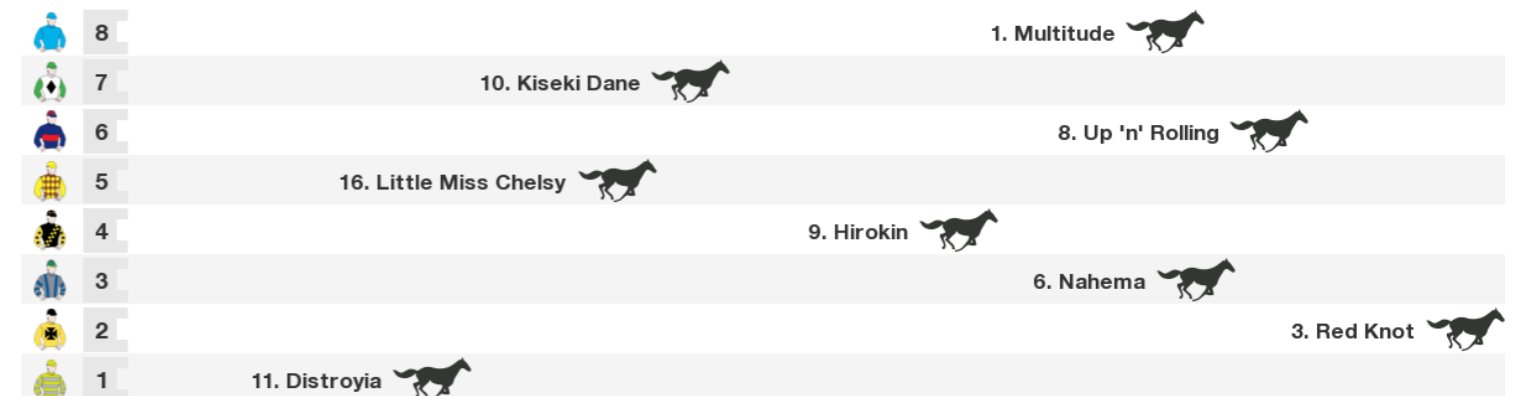 8 1. Multitude
7 10. Kiseki Dane
6 8. Up 'n' Rolling
5 16. Little Miss Chelsy
4 9. Hirokin
3 6. Nahema
2 3. Red Knot
1 11. Distroyia